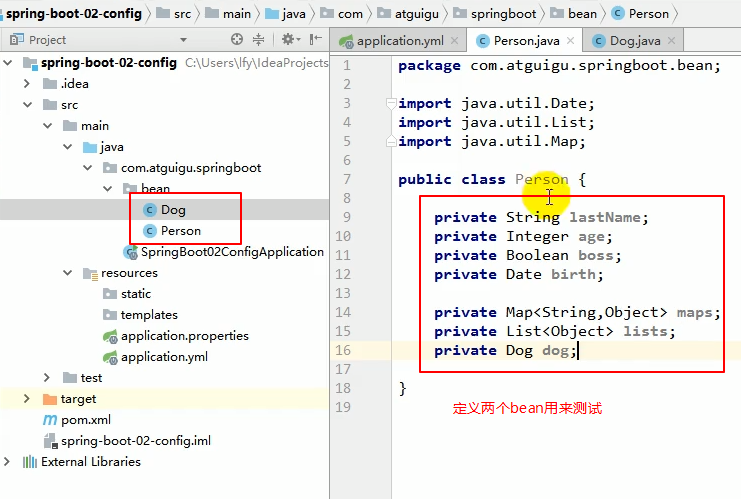 spring-boot-02-config src main java com atguigu springboot bean Person
Project
application.yml Person.java Dog.java
spring-boot-02-config C:\Users\lfy\IdeaProjects
.idea
src
main
java
com.atguigu.springboot
bean
Dog
Person
SpringBoot02ConfigApplication
resources
static
templates
application.properties
application.yml
test
target
pom.xml
spring-boot-02-config.iml
External Libraries
1 package com.atguigu.springboot.bean;
2
3 import java.util.Date;
4 import java.util.List;
5 import java.util.Map;
6
7 public class Person {
8
9 private String lastName;
10 private Integer age;
11 private Boolean boss;
12 private Date birth;
13
14 private Map<String,Object> maps;
15 private List<Object> lists;
16 private Dog dog;
17
18 }
19
定义两个bean用来测试